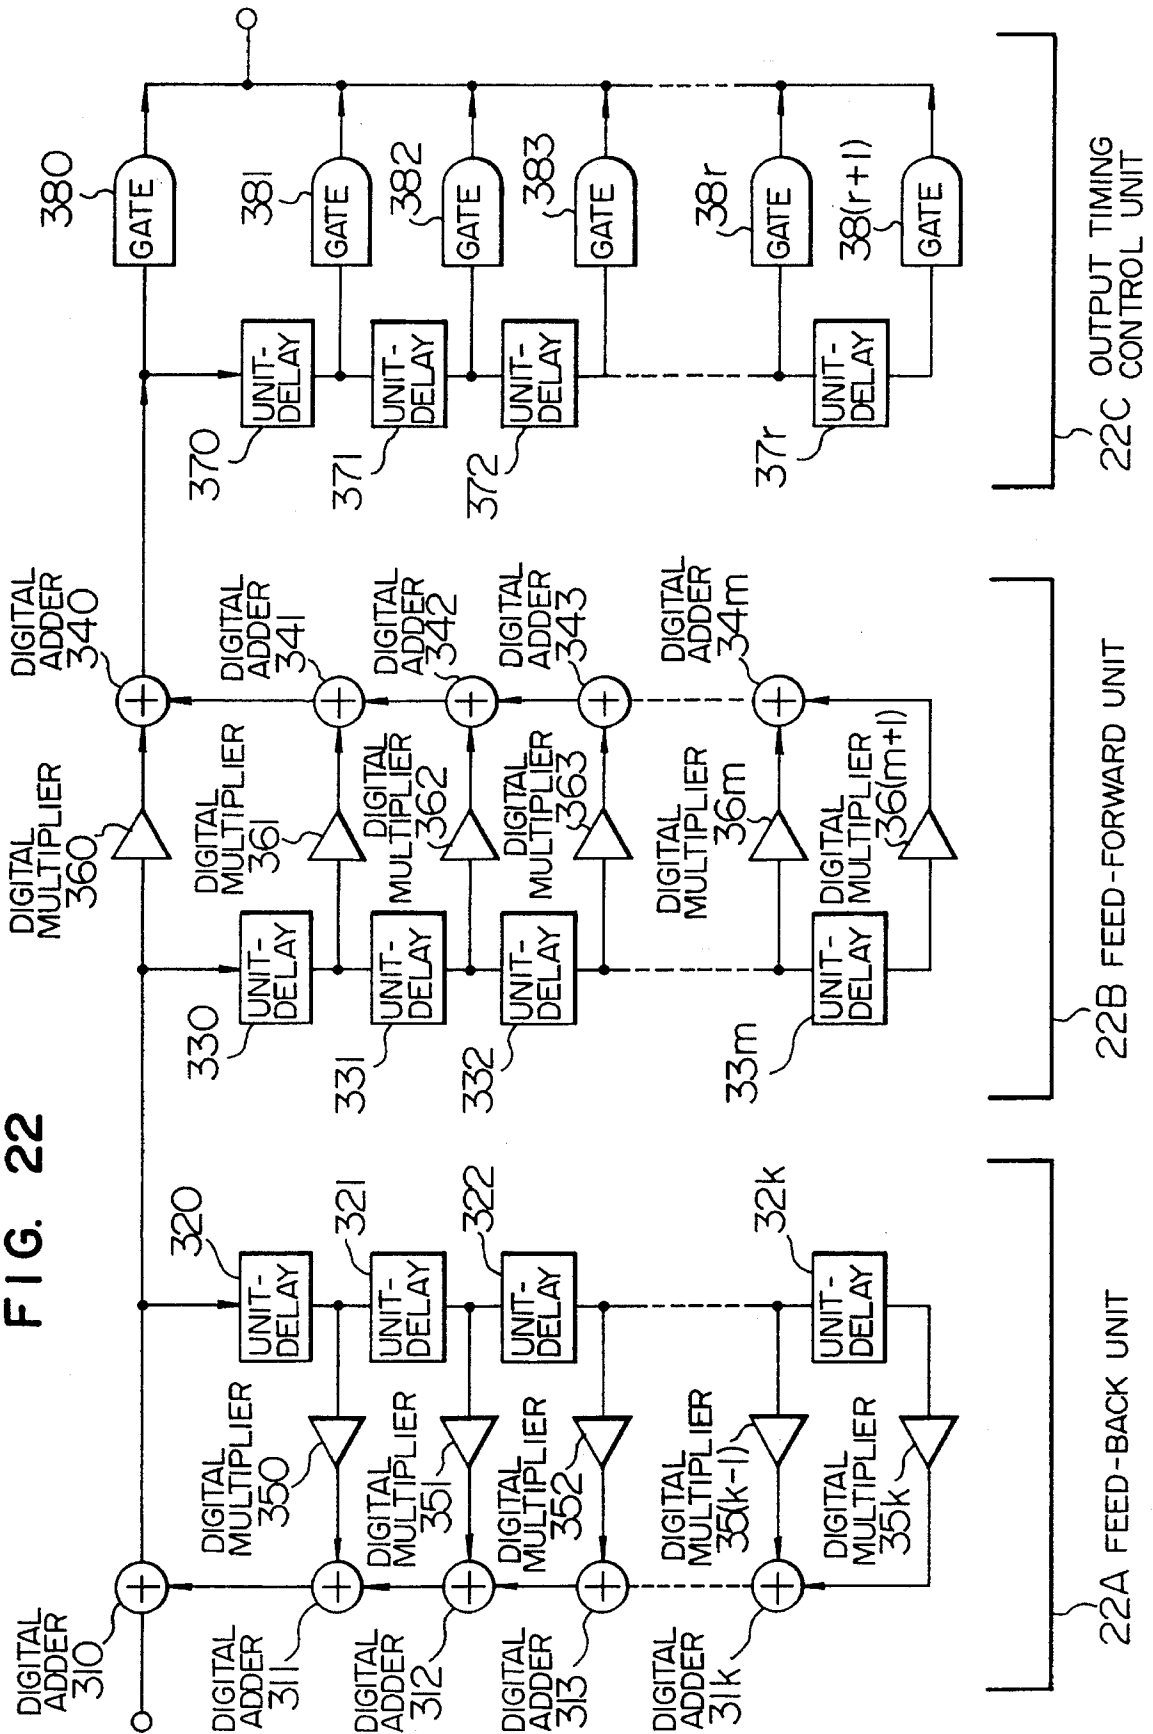 FIG. 22
DIGITAL
ADDER
310
DIGITAL
ADDER
311
DIGITAL
ADDER
312
DIGITAL
ADDER
313
DIGITAL
ADDER
31k
DIGITAL
MULTIPLIER
350
DIGITAL
MULTIPLIER
351
DIGITAL
MULTIPLIER
352
DIGITAL
MULTIPLIER
35(k-1)
DIGITAL
MULTIPLIER
35k
320
UNIT-
DELAY
321
UNIT-
DELAY
322
UNIT-
DELAY
32k
UNIT-
DELAY
22A FEED-BACK UNIT
330
UNIT-
DELAY
331
UNIT-
DELAY
332
UNIT-
DELAY
33m
UNIT-
DELAY
DIGITAL
MULTIPLIER
360
DIGITAL
MULTIPLIER
361
DIGITAL
MULTIPLIER
362
DIGITAL
MULTIPLIER
363
DIGITAL
MULTIPLIER
36m
DIGITAL
MULTIPLIER
36(m+1)
DIGITAL
ADDER
340
DIGITAL
ADDER
341
DIGITAL
ADDER
342
DIGITAL
ADDER
343
DIGITAL
ADDER
34m
22B FEED-FORWARD UNIT
370
UNIT-
DELAY
371
UNIT-
DELAY
372
UNIT-
DELAY
37r
UNIT-
DELAY
380
GATE
381
GATE
382
GATE
383
GATE
38r
GATE
38(r+1)
GATE
22C OUTPUT TIMING
CONTROL UNIT